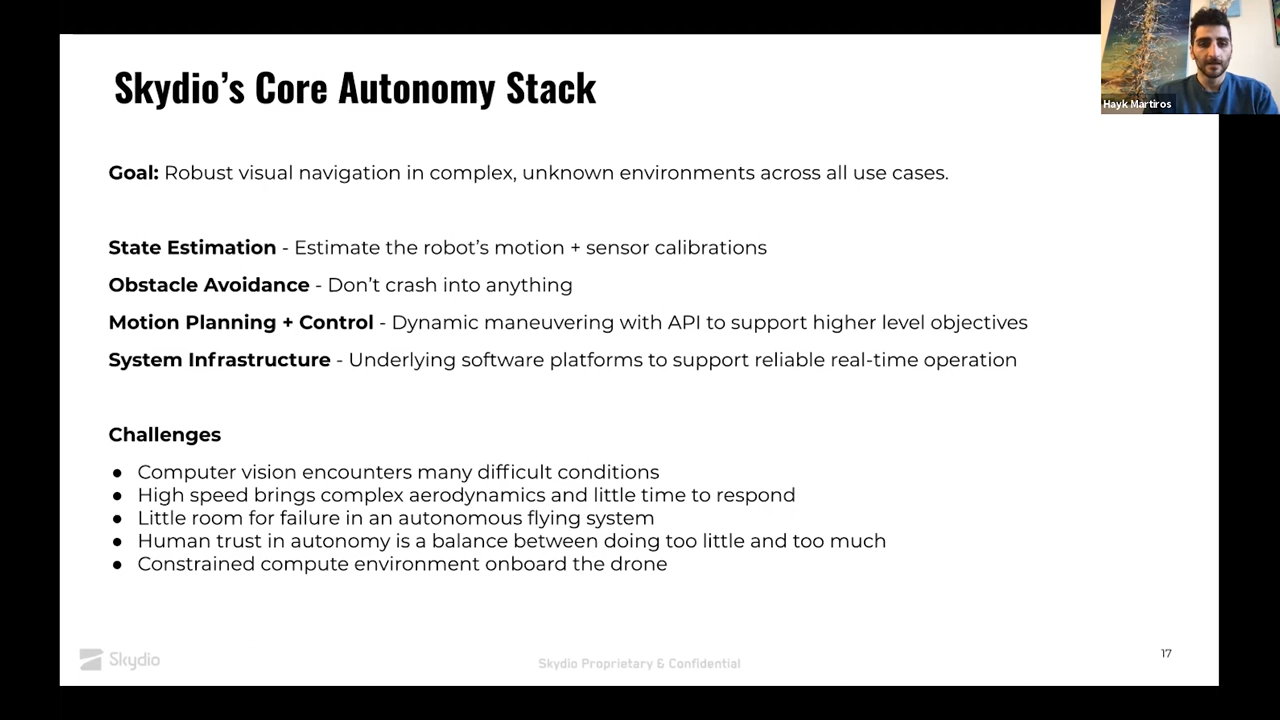 Skydio's Core Autonomy Stack
Hayk Martiros
Goal: Robust visual navigation in complex, unknown environments across all use cases.
State Estimation - Estimate the robot's motion + sensor calibrations
Obstacle Avoidance - Don't crash into anything
Motion Planning + Control - Dynamic maneuvering with API to support higher level objectives
System Infrastructure - Underlying software platforms to support reliable real-time operation
Challenges
● Computer vision encounters many difficult conditions
● High speed brings complex aerodynamics and little time to respond
● Little room for failure in an autonomous flying system
● Human trust in autonomy is a balance between doing too little and too much
● Constrained compute environment onboard the drone
Skydio
Skydio Proprietary & Confidential
17